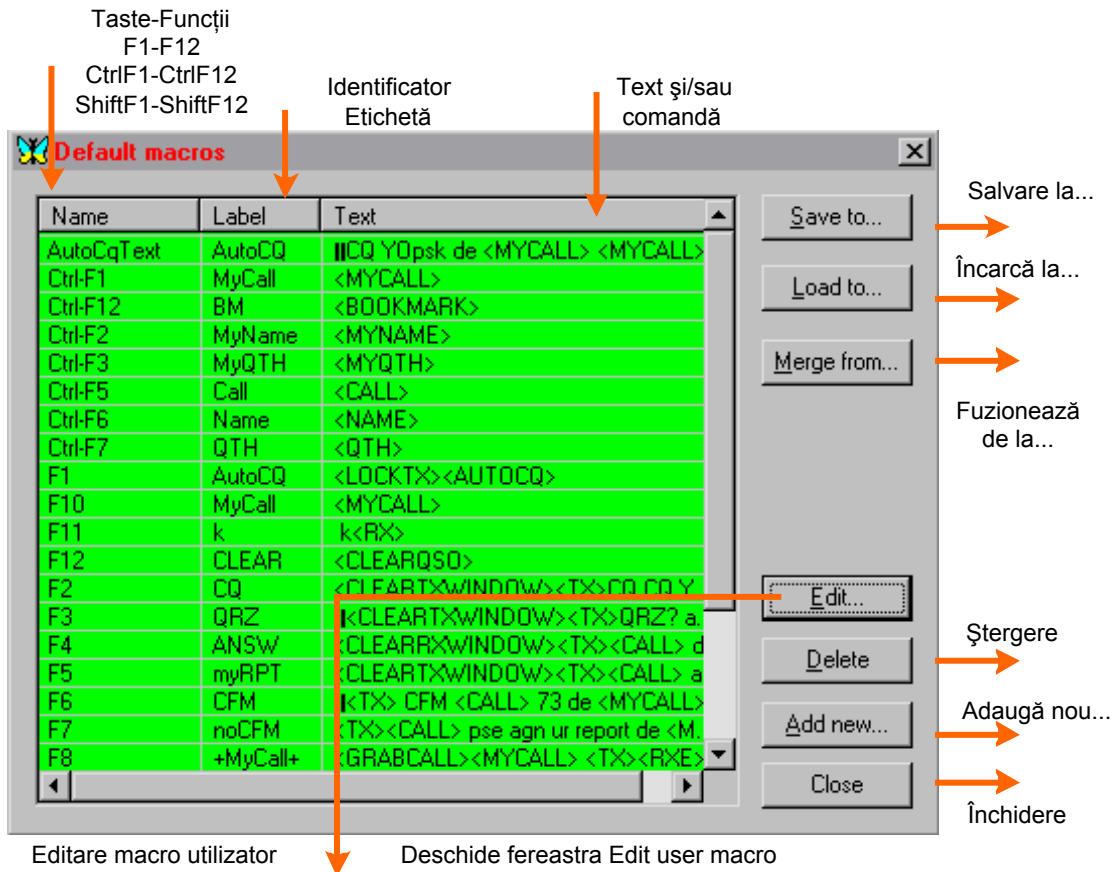 Taste-Funcții
F1-F12
CtrlF1-CtrlF12
ShiftF1-ShiftF12
Identificator
Etichetă
Text şi/sau
comandă
Default macros
Name Label Text
AutoCqText AutoCQ ||CQ YOpsk de <MYCALL> <MYCALL>
Ctrl-F1 MyCall <MYCALL>
Ctrl-F12 BM <BOOKMARK>
Ctrl-F2 MyName <MYNAME>
Ctrl-F3 MyQTH <MYQTH>
Ctrl-F5 Call <CALL>
Ctrl-F6 Name <NAME>
Ctrl-F7 QTH <QTH>
F1 AutoCQ <LOCKTX><AUTOCQ>
F10 MyCall <MYCALL>
F11 k k<RX>
F12 CLEAR <CLEARQSO>
F2 CQ <CLEARTXWINDOW><TX>CQ CQ Y...
F3 QRZ |<CLEARTXWINDOW><TX>QRZ? a...
F4 ANSW <CLEARRXWINDOW><TX><CALL> d
F5 myRPT <CLEARTXWINDOW><TX><CALL> a
F6 CFM |<TX> CFM <CALL> 73 de <MYCALL>
F7 noCFM <TX><CALL> pse agn ur report de <M...
F8 +MyCall+ <GRABCALL><MYCALL> <TX><RXE>
Save to...
Load to...
Merge from...
Edit...
Delete
Add new...
Close
Salvare la...
Încarcă la...
Fuzionează
de la...
Ştergere
Adaugă nou...
Închidere
Editare macro utilizator Deschide fereastra Edit user macro